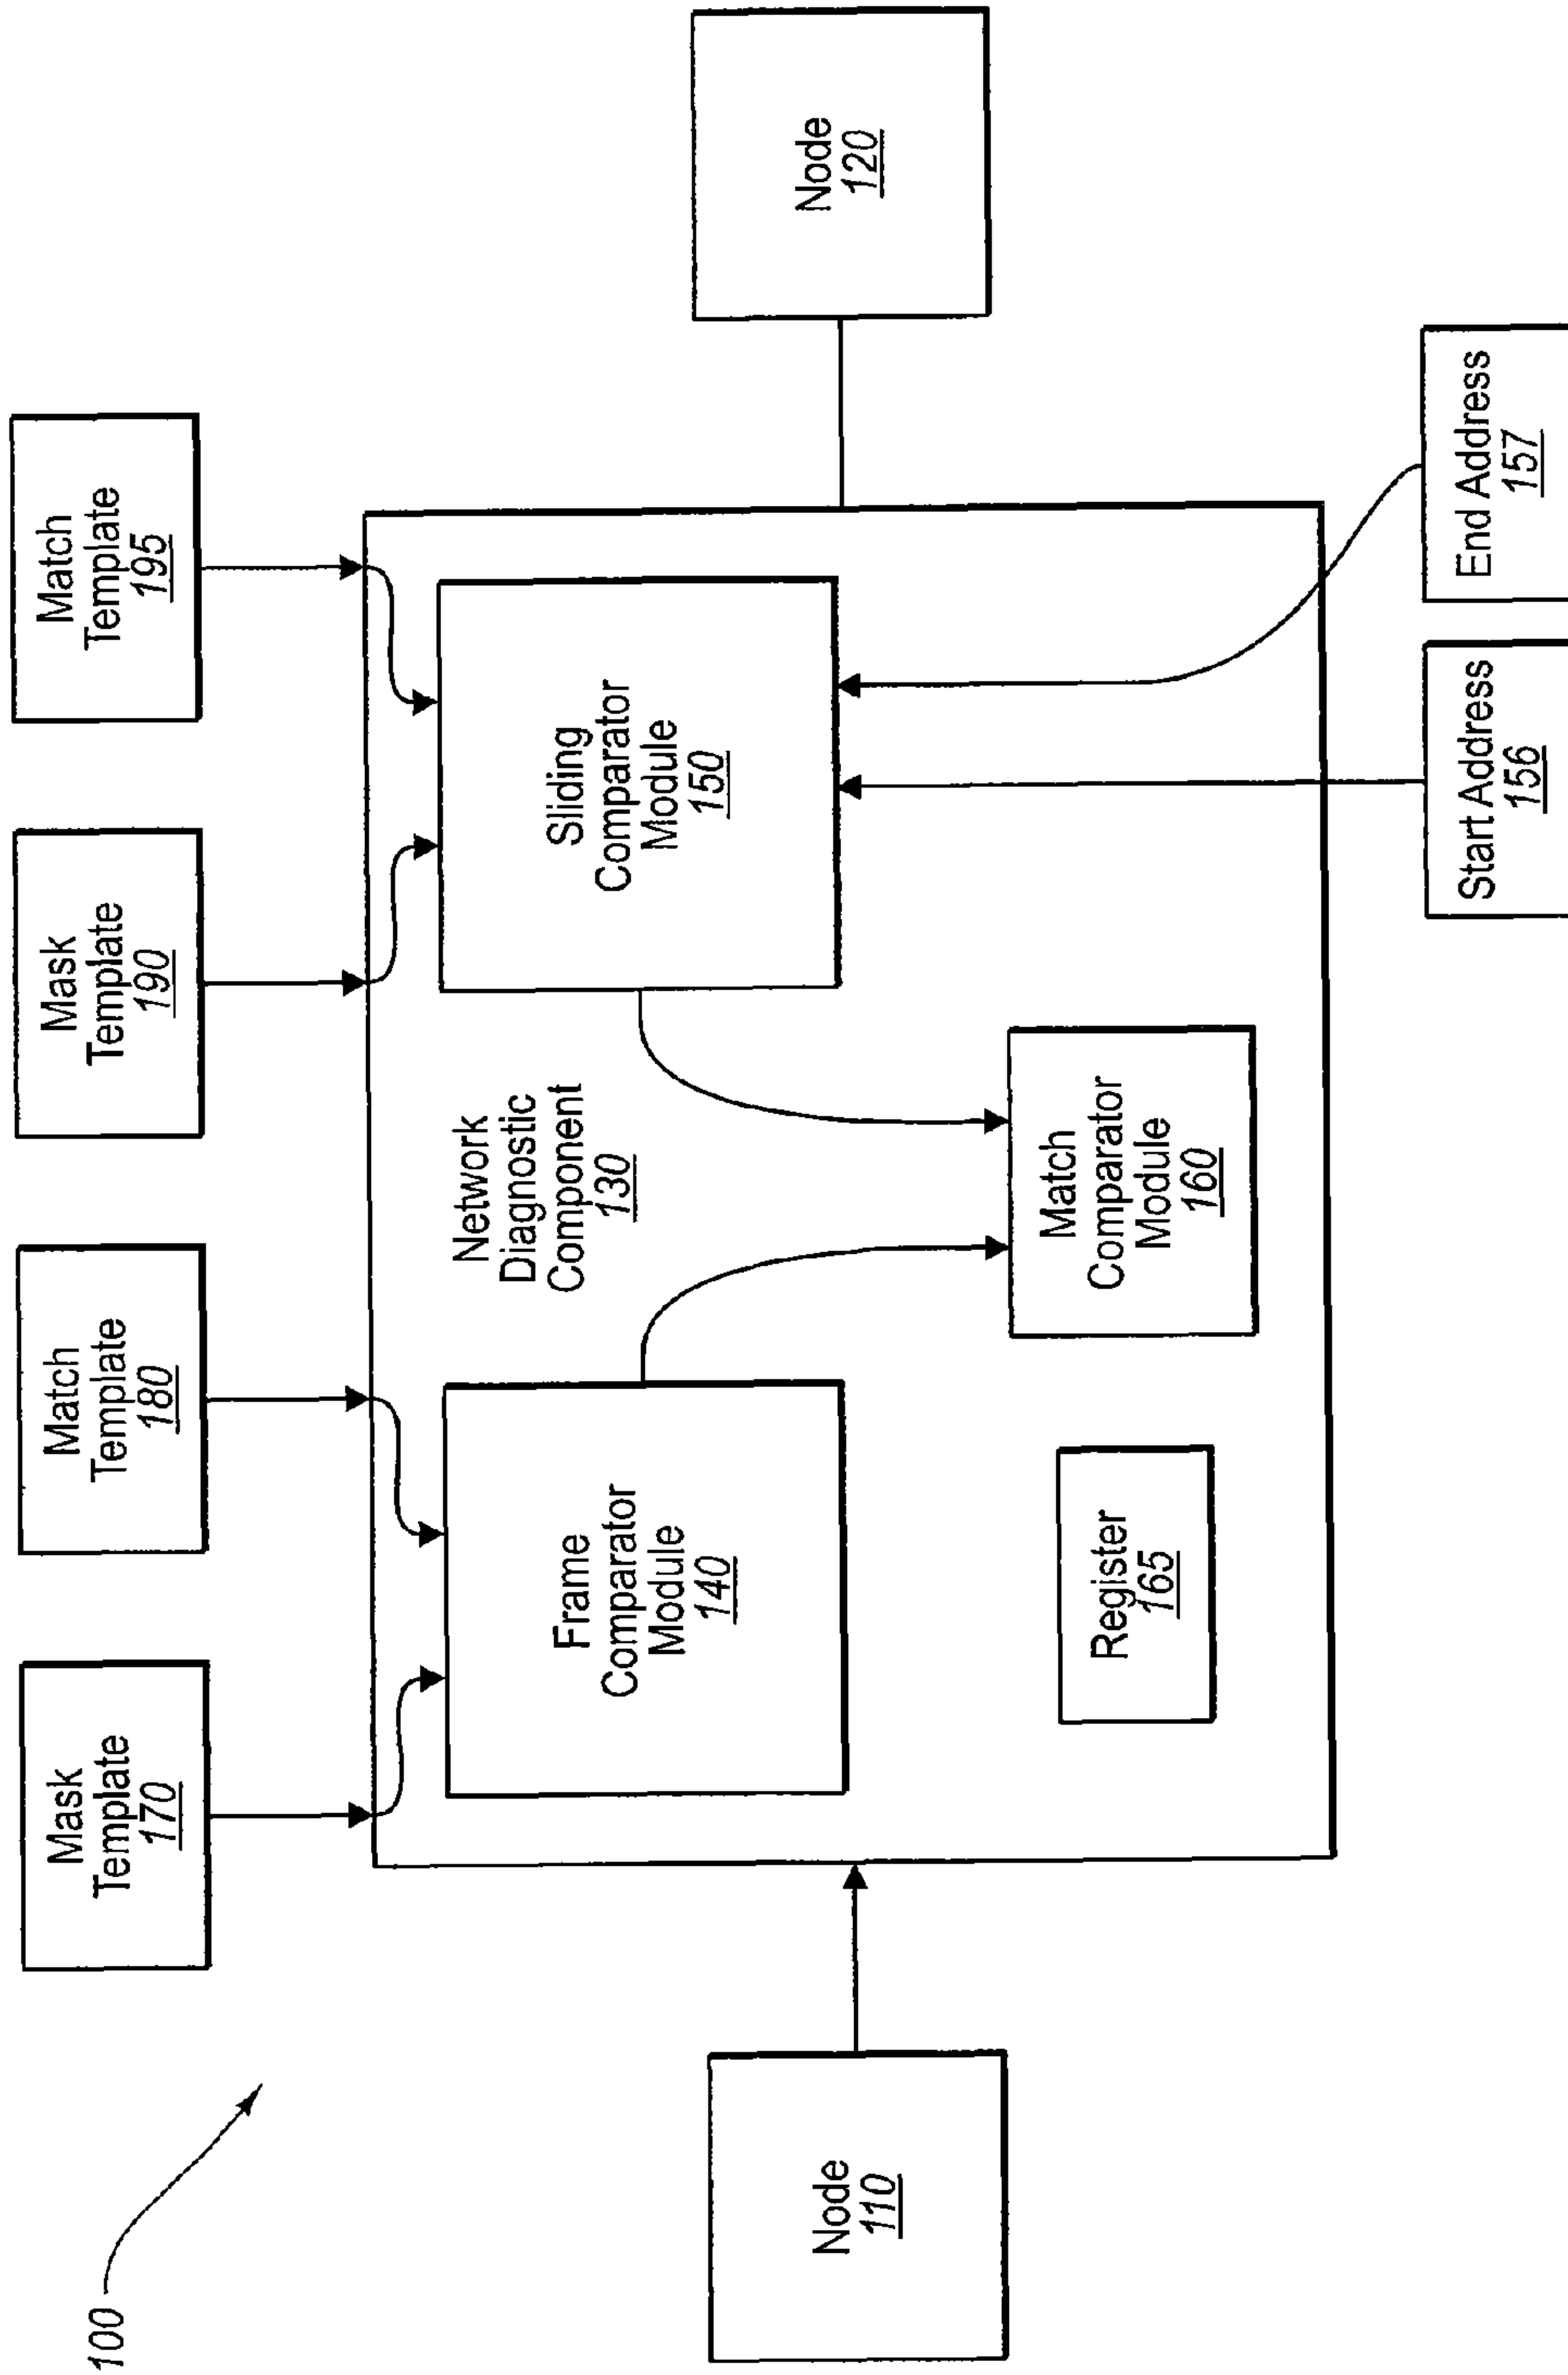 100
Mask
Template
170
Match
Template
180
Mask
Template
190
Match
Template
195
Network
Diagnostic
Component
130
Frame
Comparator
Module
140
Sliding
Comparator
Module
150
Node
110
Node
120
Register
165
Match
Comparator
Module
160
Start Address
156
End Address
157